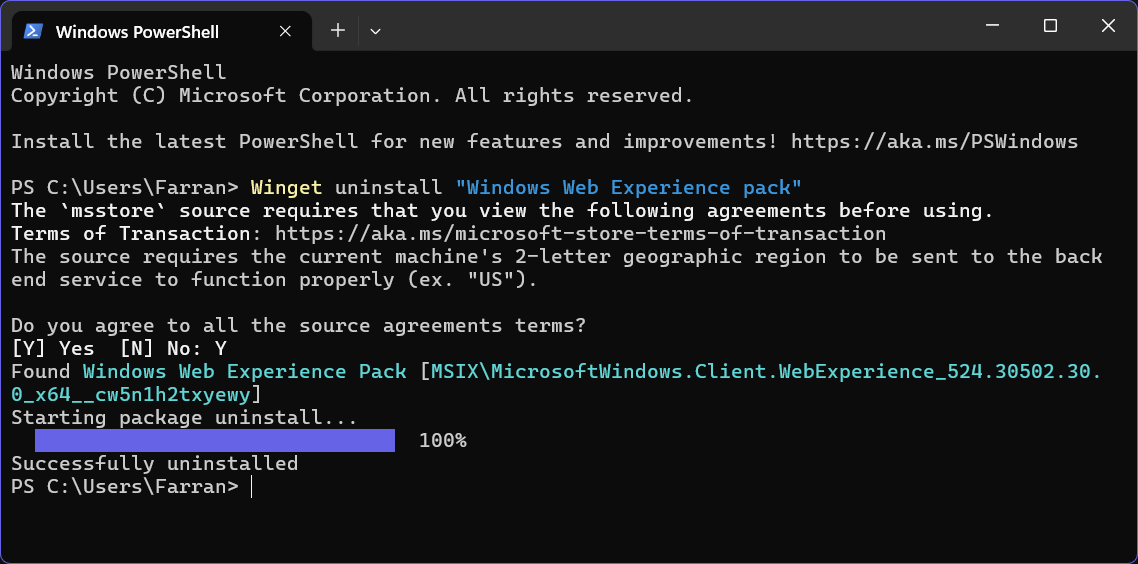 Windows PowerShell
Windows PowerShell
Copyright (C) Microsoft Corporation. All rights reserved.
Install the latest PowerShell for new features and improvements! https://aka.ms/PSWindows
PS C:\Users\Farran> Winget uninstall "Windows Web Experience pack"
The `msstore` source requires that you view the following agreements before using.
Terms of Transaction: https://aka.ms/microsoft-store-terms-of-transaction
The source requires the current machine's 2-letter geographic region to be sent to the back
end service to function properly (ex. "US").
Do you agree to all the source agreements terms?
[Y] Yes  [N] No: Y
Found Windows Web Experience Pack [MSIX\MicrosoftWindows.Client.WebExperience_524.30502.30.
0_x64__cw5n1h2txyewy]
Starting package uninstall...
100%
Successfully uninstalled
PS C:\Users\Farran>